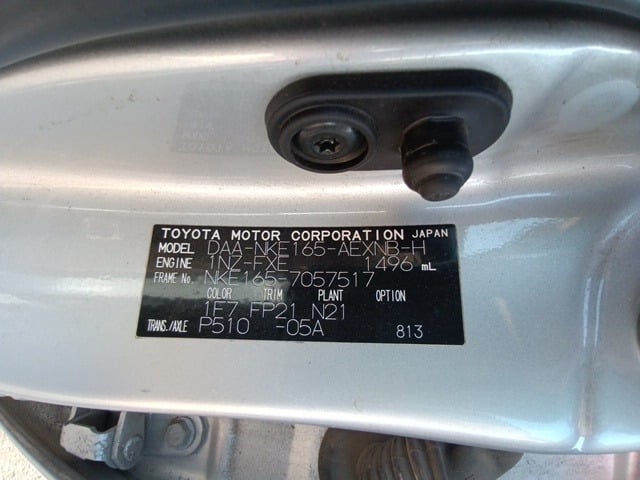 TOYOTA MOTOR CORPORATION JAPAN
MODEL DAA-NKE165-AEXNB-H
ENGINE 1NZ-FXE 1496 mL
FRAME No. NKE165-7057517
COLOR TRIM PLANT OPTION
1F7 FP21 N21
TRANS./AXLE P510 -05A 813